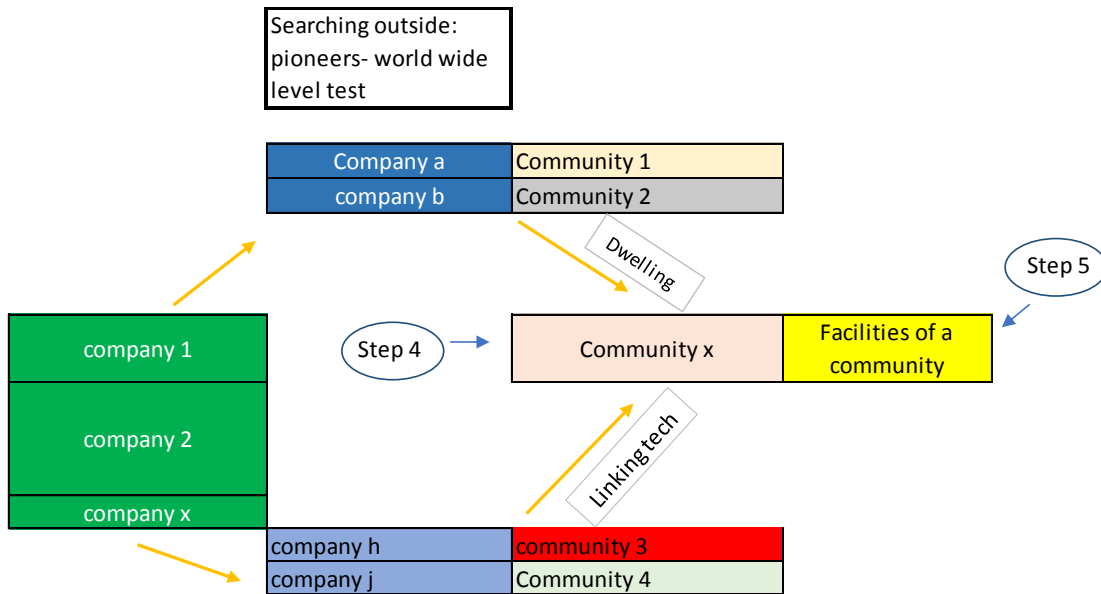 Searching outside:
pioneers- world wide
level test
Company a
Community 1
company b
Community 2
Dwelling
Step 5
company 1
Step 4
Community x
Facilities of a
community
company 2
Linking tech
company x
company h
community 3
company j
Community 4